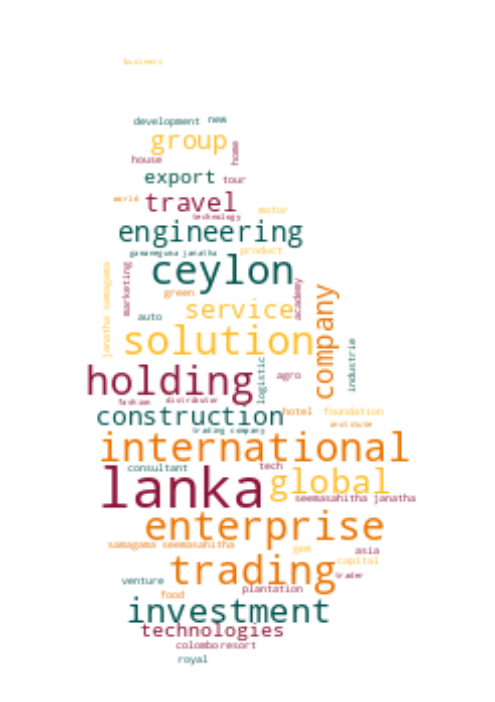 business
development new
group
house home
export tour
world travel
technology motor
engineering
gamaneguma janatha product
ceylon
janatha samagama marketing green academy
service
auto company
solution
industrie
logistic agro
holding
fashion distributor
construction hotel foundation
trading company institute
international
consultant tech
lanka global
seemasahitha janatha
enterprise
samagama seemasahitha gem asia
trading capital
trader
venture plantation
food
investment
technologies
colombo resort
royal